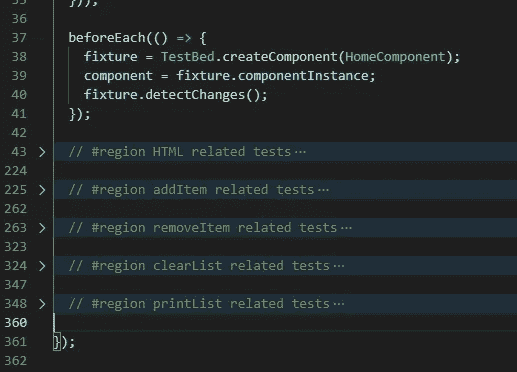 35 }));
36
37 beforeEach(() => {
38 fixture = TestBed.createComponent(HomeComponent);
39 component = fixture.componentInstance;
40 fixture.detectChanges();
41 });
42
43 > // #region HTML related tests…
224
225 > // #region addItem related tests…
262
263 > // #region removeItem related tests…
323
324 > // #region clearList related tests…
347
348 > // #region printList related tests…
360
361 });
362